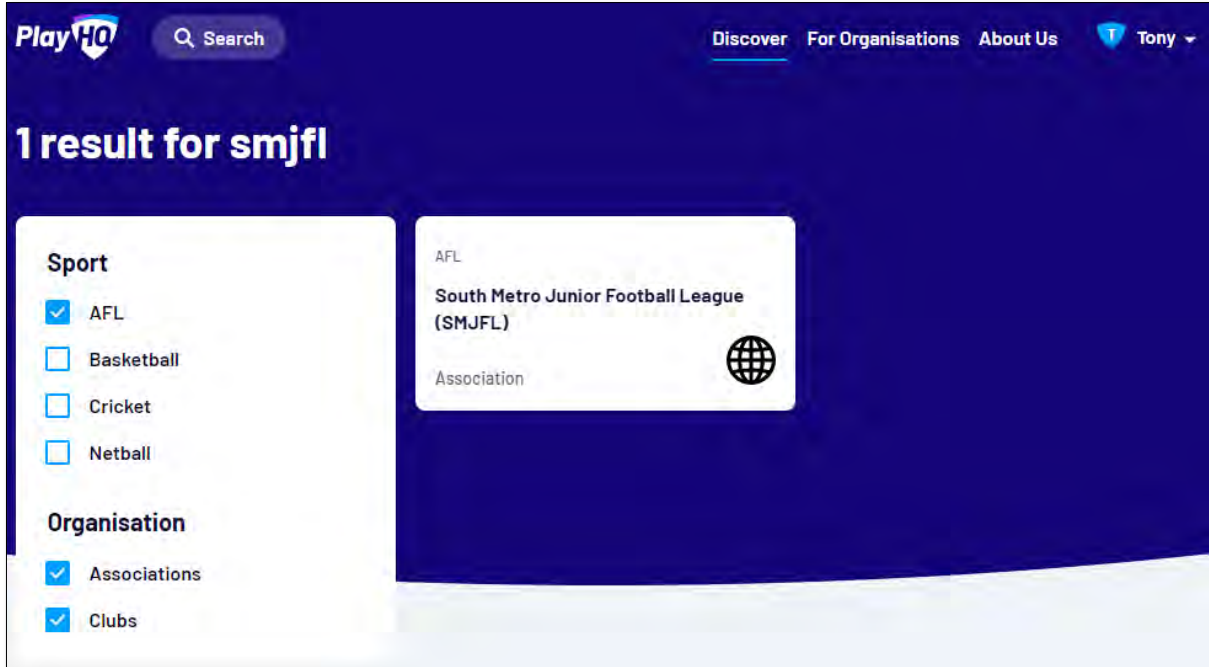 PlayHQ
Search
Discover
For Organisations
About Us
T
Tony
1 result for smjfl
Sport
AFL
Basketball
Cricket
Netball
Organisation
Associations
Clubs
AFL
South Metro Junior Football League
(SMJFL)
Association